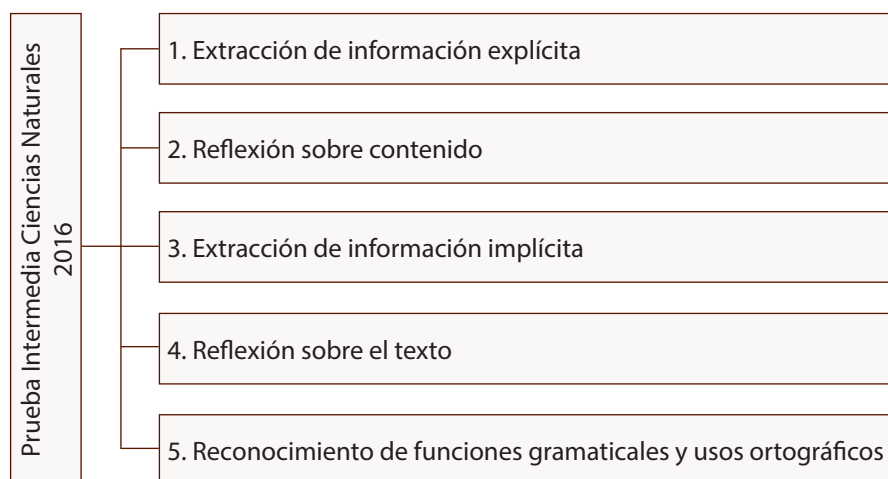 Prueba Intermedia Ciencias Naturales
2016
1. Extracción de información explícita
2. Reflexión sobre contenido
3. Extracción de información implícita
4. Reflexión sobre el texto
5. Reconocimiento de funciones gramaticales y usos ortográficos